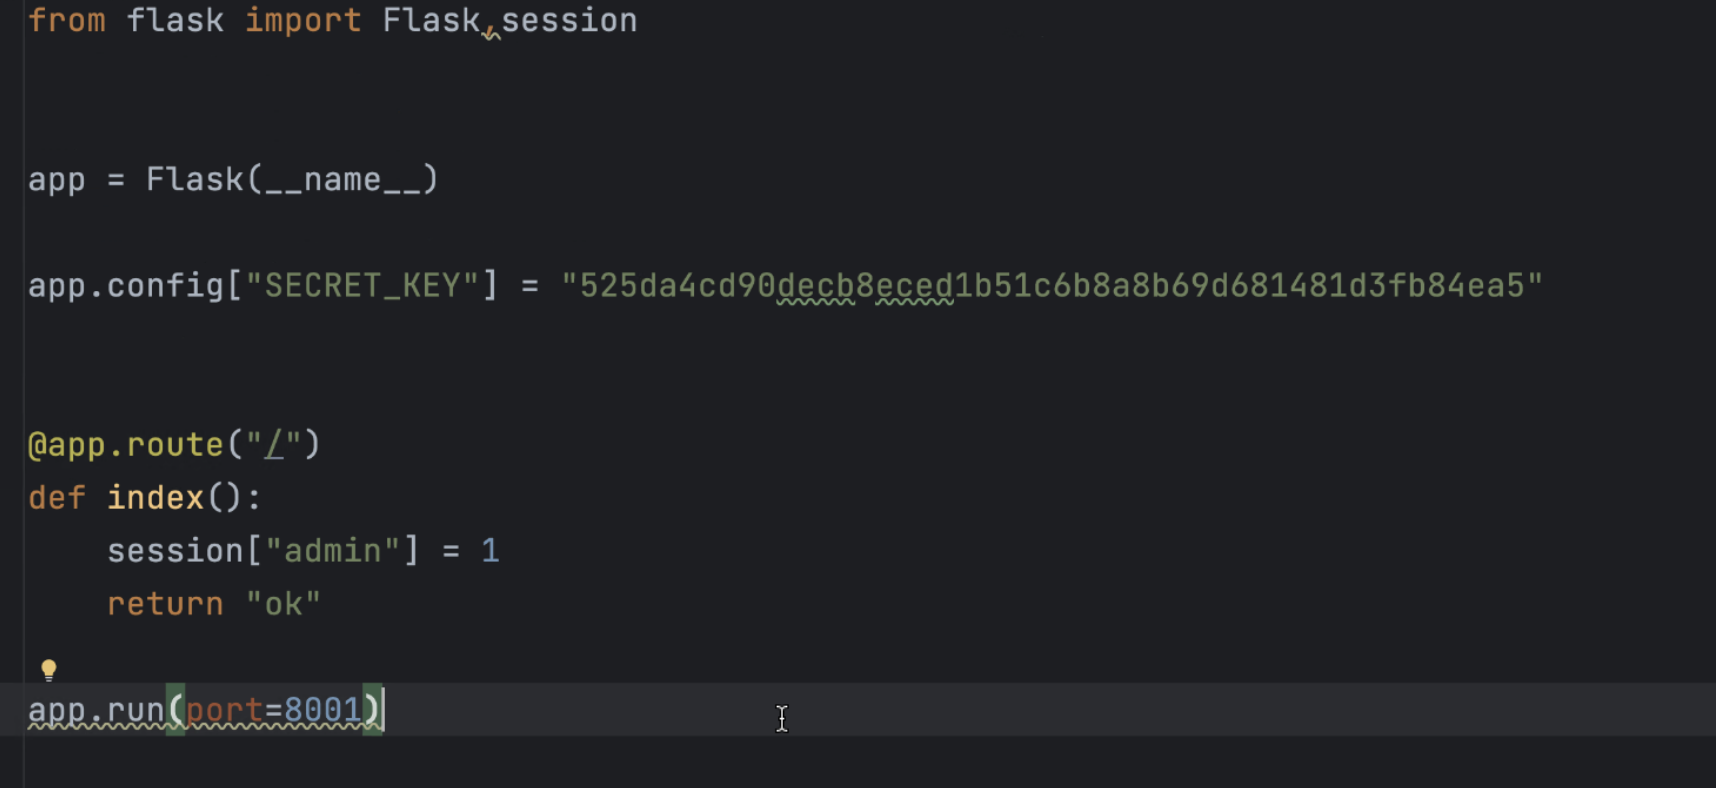 from flask import Flask,session
app = Flask(__name__)
app.config["SECRET_KEY"] = "525da4cd90decb8eced1b51c6b8a8b69d681481d3fb84ea5"
@app.route("/")
def index():
    session["admin"] = 1
    return "ok"
app.run(port=8001)